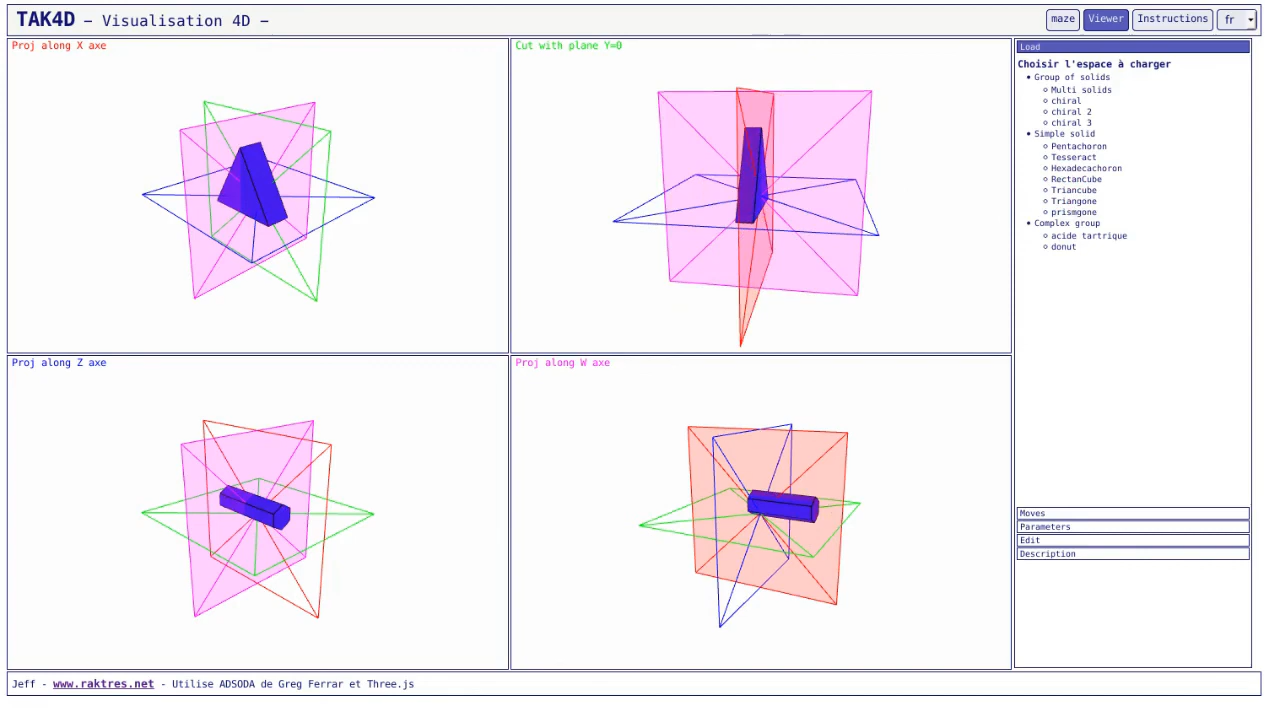 TAK4D – Visualisation 4D –
maze Viewer Instructions fr
Proj along X axe
Cut with plane Y=0
Proj along Z axe
Proj along W axe
Load
Choisir l'espace à charger
Group of solids
Multi solids
chiral
chiral 2
chiral 3
Simple solid
Pentachoron
Tesseract
Hexadecachoron
RectanCube
Triancube
Triangone
prismgone
Complex group
acide tartrique
donut
Moves
Parameters
Edit
Description
Jeff - www.raktres.net - Utilise ADSODA de Greg Ferrar et Three.js